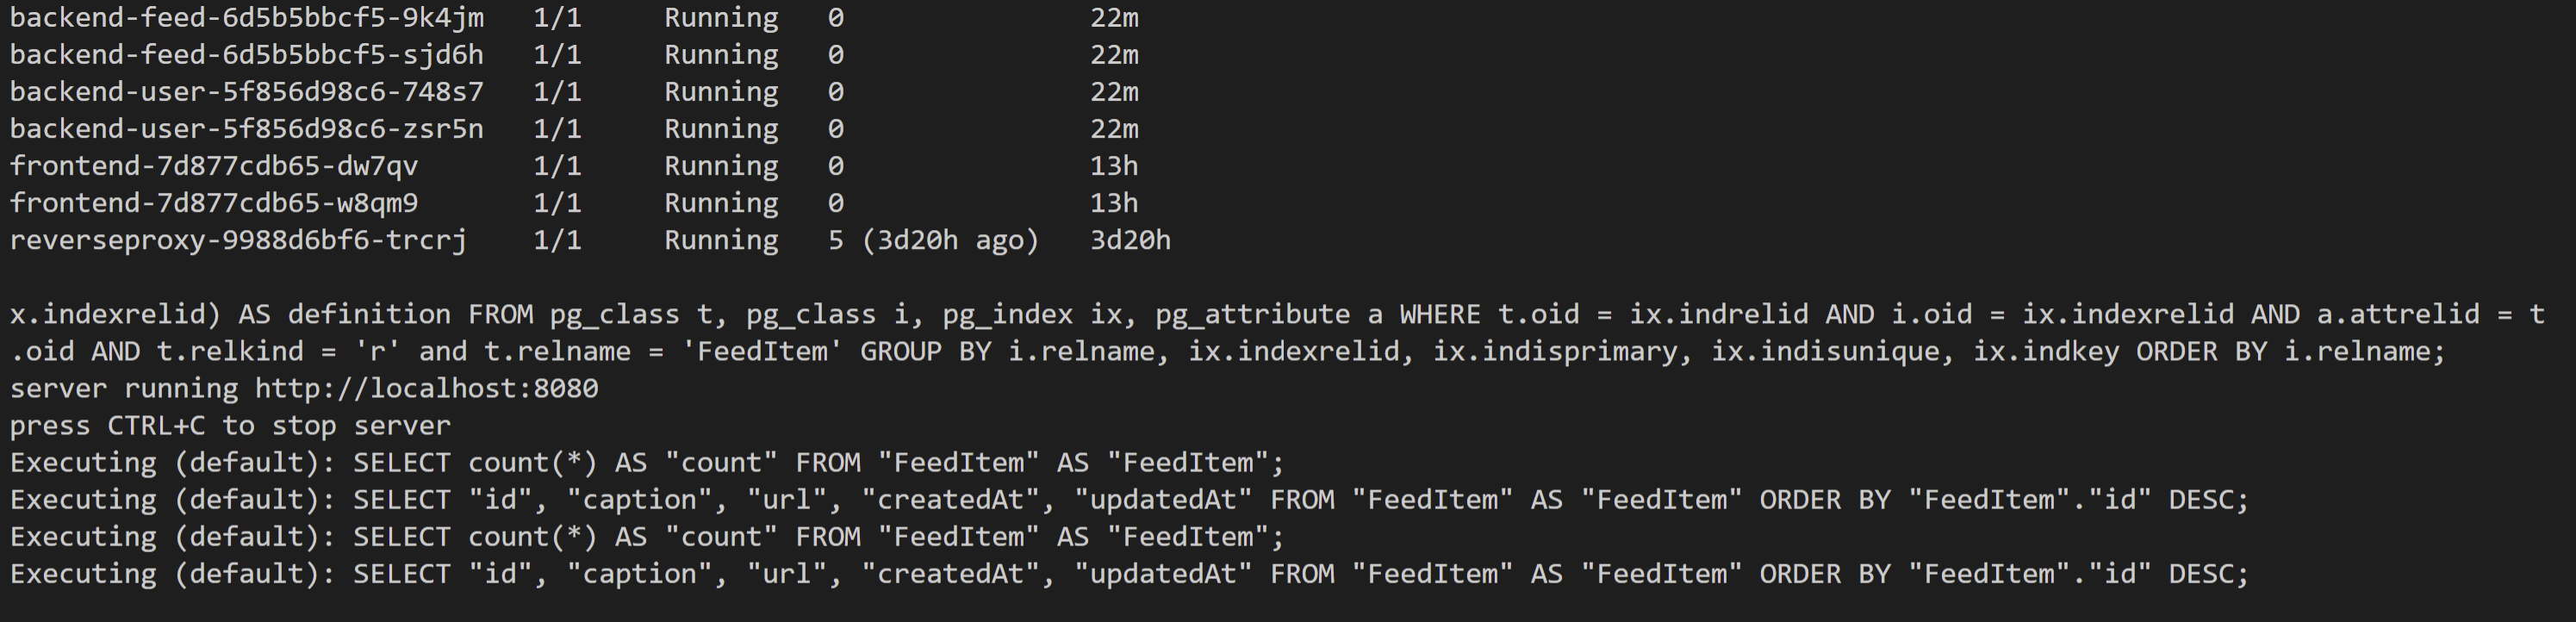 backend-feed-6d5b5bbcf5-9k4jm   1/1     Running   0               22m
backend-feed-6d5b5bbcf5-sjd6h   1/1     Running   0               22m
backend-user-5f856d98c6-748s7   1/1     Running   0               22m
backend-user-5f856d98c6-zsr5n   1/1     Running   0               22m
frontend-7d877cdb65-dw7qv       1/1     Running   0               13h
frontend-7d877cdb65-w8qm9       1/1     Running   0               13h
reverseproxy-9988d6bf6-trcrj    1/1     Running   5 (3d20h ago)   3d20h
x.indexrelid) AS definition FROM pg_class t, pg_class i, pg_index ix, pg_attribute a WHERE t.oid = ix.indrelid AND i.oid = ix.indexrelid AND a.attrelid = t
.oid AND t.relkind = 'r' and t.relname = 'FeedItem' GROUP BY i.relname, ix.indexrelid, ix.indisprimary, ix.indisunique, ix.indkey ORDER BY i.relname;
server running http://localhost:8080
press CTRL+C to stop server
Executing (default): SELECT count(*) AS "count" FROM "FeedItem" AS "FeedItem";
Executing (default): SELECT "id", "caption", "url", "createdAt", "updatedAt" FROM "FeedItem" AS "FeedItem" ORDER BY "FeedItem"."id" DESC;
Executing (default): SELECT count(*) AS "count" FROM "FeedItem" AS "FeedItem";
Executing (default): SELECT "id", "caption", "url", "createdAt", "updatedAt" FROM "FeedItem" AS "FeedItem" ORDER BY "FeedItem"."id" DESC;